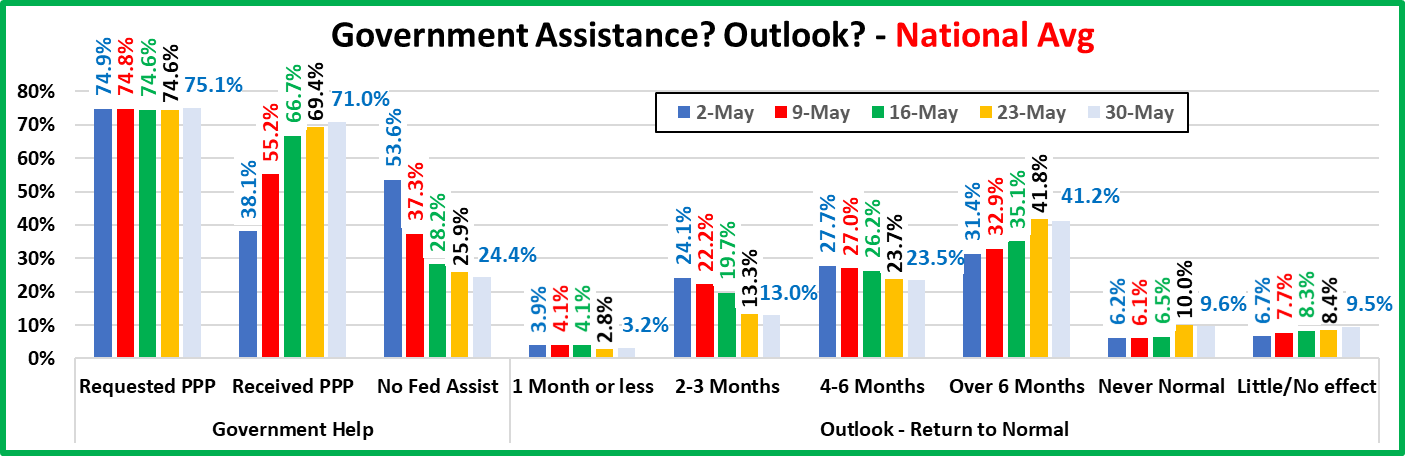 Government Assistance? Outlook? - National Avg
2-May 9-May 16-May 23-May 30-May
80%
70%
60%
50%
40%
30%
20%
10%
0%
74.9% 74.8% 74.6% 74.6% 75.1%
38.1% 55.2% 66.7% 69.4% 71.0%
53.6% 37.3% 28.2% 25.9% 24.4%
3.9% 4.1% 4.1% 2.8% 3.2%
24.1% 22.2% 19.7% 13.3% 13.0%
27.7% 27.0% 26.2% 23.7% 23.5%
31.4% 32.9% 35.1% 41.8% 41.2%
6.2% 6.1% 6.5% 10.0% 9.6%
6.7% 7.7% 8.3% 8.4% 9.5%
Requested PPP Received PPP No Fed Assist 1 Month or less 2-3 Months 4-6 Months Over 6 Months Never Normal Little/No effect
Government Help Outlook - Return to Normal